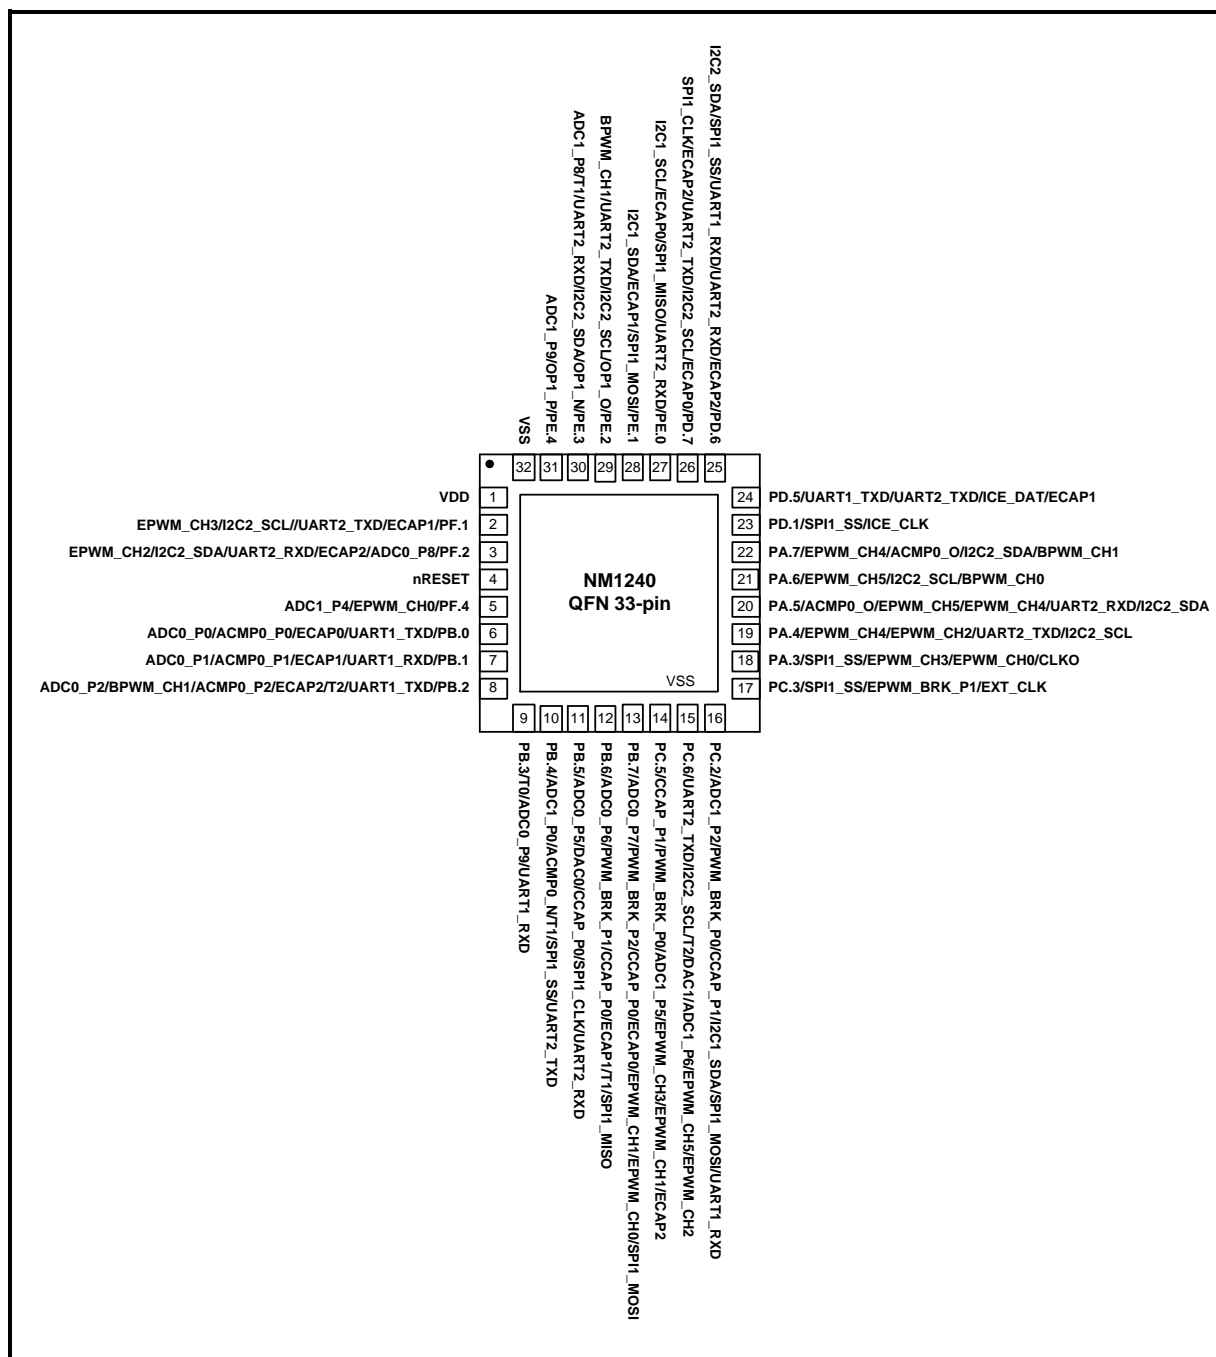 I2C2_SDA/SPI1_SS/UART1_RXD/UART2_RXD/ECAP2/PD.6
SPI1_CLK/ECAP2/UART2_TXD/I2C2_SCL/ECAP0/PD.7
I2C1_SCL/ECAP0/SPI1_MISO/UART2_RXD/PE.0
I2C1_SDA/ECAP1/SPI1_MOSI/PE.1
BPWM_CH1/UART2_TXD/I2C2_SCL/OP1_O/PE.2
ADC1_P8/T1/UART2_RXD/I2C2_SDA/OP1_N/PE.3
ADC1_P9/OP1_P/PE.4
VSS
32 31 30 29 28 27 26 25
VDD 1
EPWM_CH3/I2C2_SCL//UART2_TXD/ECAP1/PF.1 2
EPWM_CH2/I2C2_SDA/UART2_RXD/ECAP2/ADC0_P8/PF.2 3
nRESET 4
ADC1_P4/EPWM_CH0/PF.4 5
ADC0_P0/ACMP0_P0/ECAP0/UART1_TXD/PB.0 6
ADC0_P1/ACMP0_P1/ECAP1/UART1_RXD/PB.1 7
ADC0_P2/BPWM_CH1/ACMP0_P2/ECAP2/T2/UART1_TXD/PB.2 8
NM1240
QFN 33-pin
VSS
24 PD.5/UART1_TXD/UART2_TXD/ICE_DAT/ECAP1
23 PD.1/SPI1_SS/ICE_CLK
22 PA.7/EPWM_CH4/ACMP0_O/I2C2_SDA/BPWM_CH1
21 PA.6/EPWM_CH5/I2C2_SCL/BPWM_CH0
20 PA.5/ACMP0_O/EPWM_CH5/EPWM_CH4/UART2_RXD/I2C2_SDA
19 PA.4/EPWM_CH4/EPWM_CH2/UART2_TXD/I2C2_SCL
18 PA.3/SPI1_SS/EPWM_CH3/EPWM_CH0/CLKO
17 PC.3/SPI1_SS/EPWM_BRK_P1/EXT_CLK
9 10 11 12 13 14 15 16
PB.3/T0/ADC0_P9/UART1_RXD
PB.4/ADC1_P0/ACMP0_N/T1/SPI1_SS/UART2_TXD
PB.5/ADC0_P5/DAC0/CCAP_P0/SPI1_CLK/UART2_RXD
PB.6/ADC0_P6/PWM_BRK_P1/CCAP_P0/ECAP1/T1/SPI1_MISO
PB.7/ADC0_P7/PWM_BRK_P2/CCAP_P0/ECAP0/EPWM_CH1/EPWM_CH0/SPI1_MOSI
PC.5/CCAP_P1/PWM_BRK_P0/ADC1_P5/EPWM_CH3/EPWM_CH1/ECAP2
PC.6/UART2_TXD/I2C2_SCL/T2/DAC1/ADC1_P6/EPWM_CH5/EPWM_CH2
PC.2/ADC1_P2/PWM_BRK_P0/CCAP_P1/I2C1_SDA/SPI1_MOSI/UART1_RXD